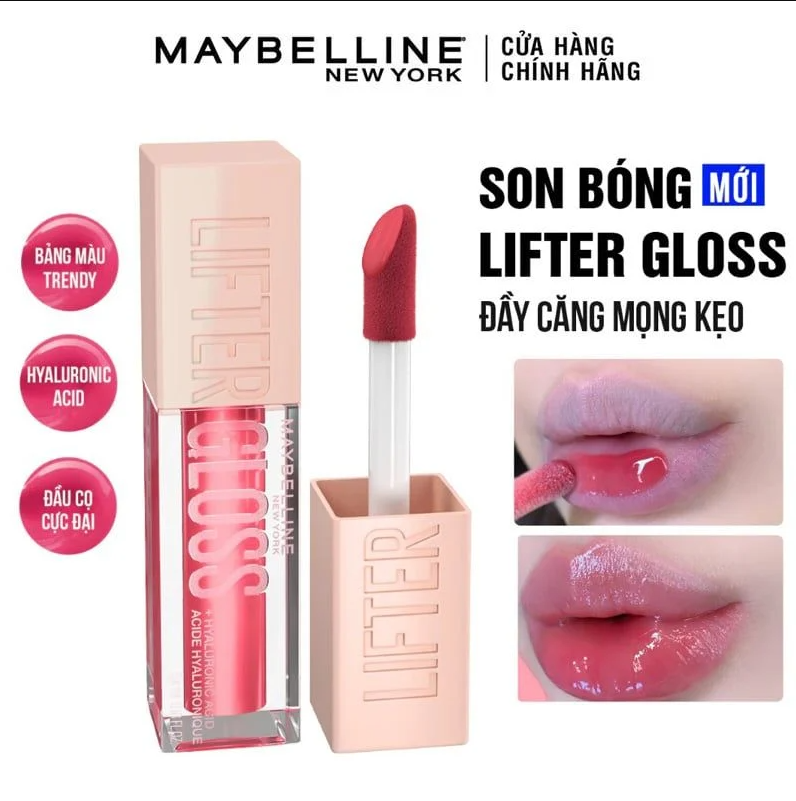 MAYBELLINE
NEW YORK
CỬA HÀNG
CHÍNH HÃNG
SON BÓNG MỚI
LIFTER GLOSS
ĐẦY CĂNG MỌNG KẸO
BẢNG MÀU
TRENDY
HYALURONIC
ACID
ĐẦU CỌ
CỰC ĐẠI
LIFTER
GLOSS
MAYBELLINE
NEW YORK
+ HYALURONIC ACID
ACIDE HYALURONIQUE
LIFTER